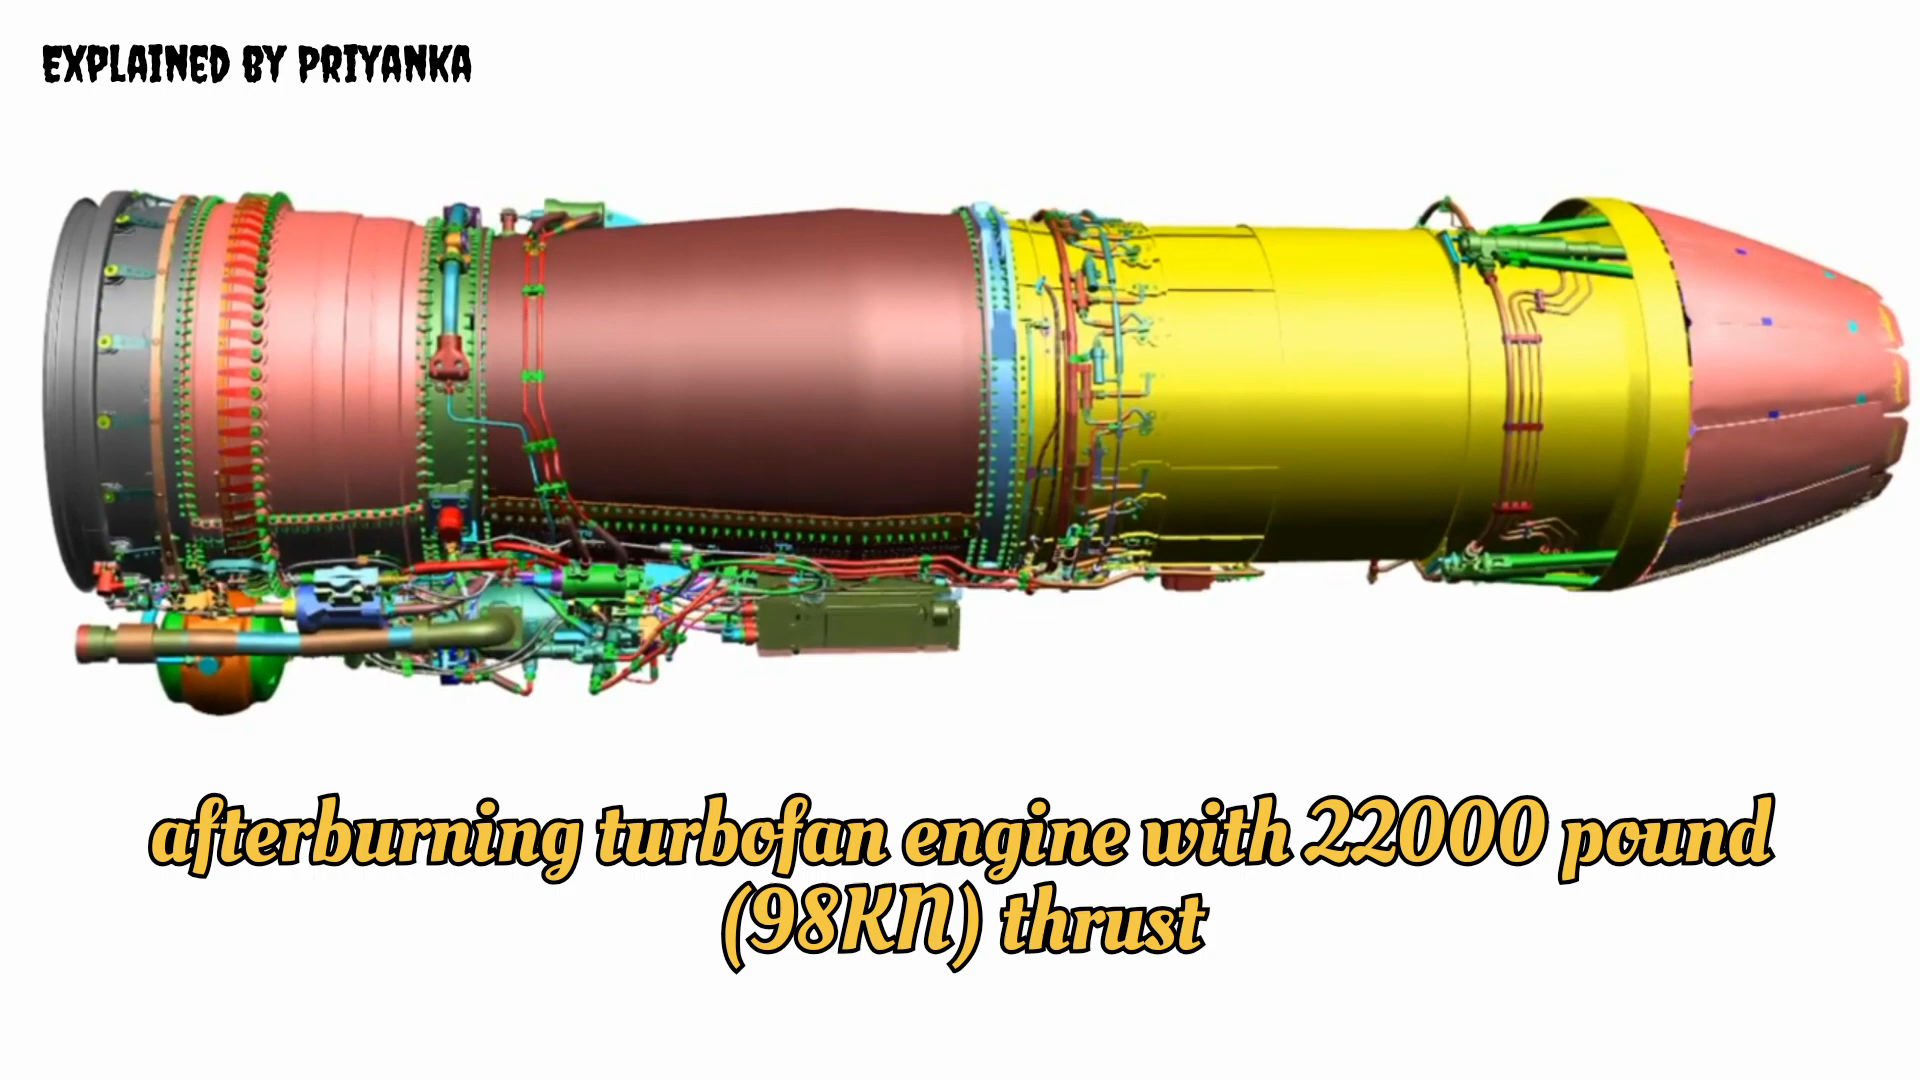 EXPLAINED BY PRIYANKA
afterburning turbofan engine with 22000 pound
(98KN) thrust